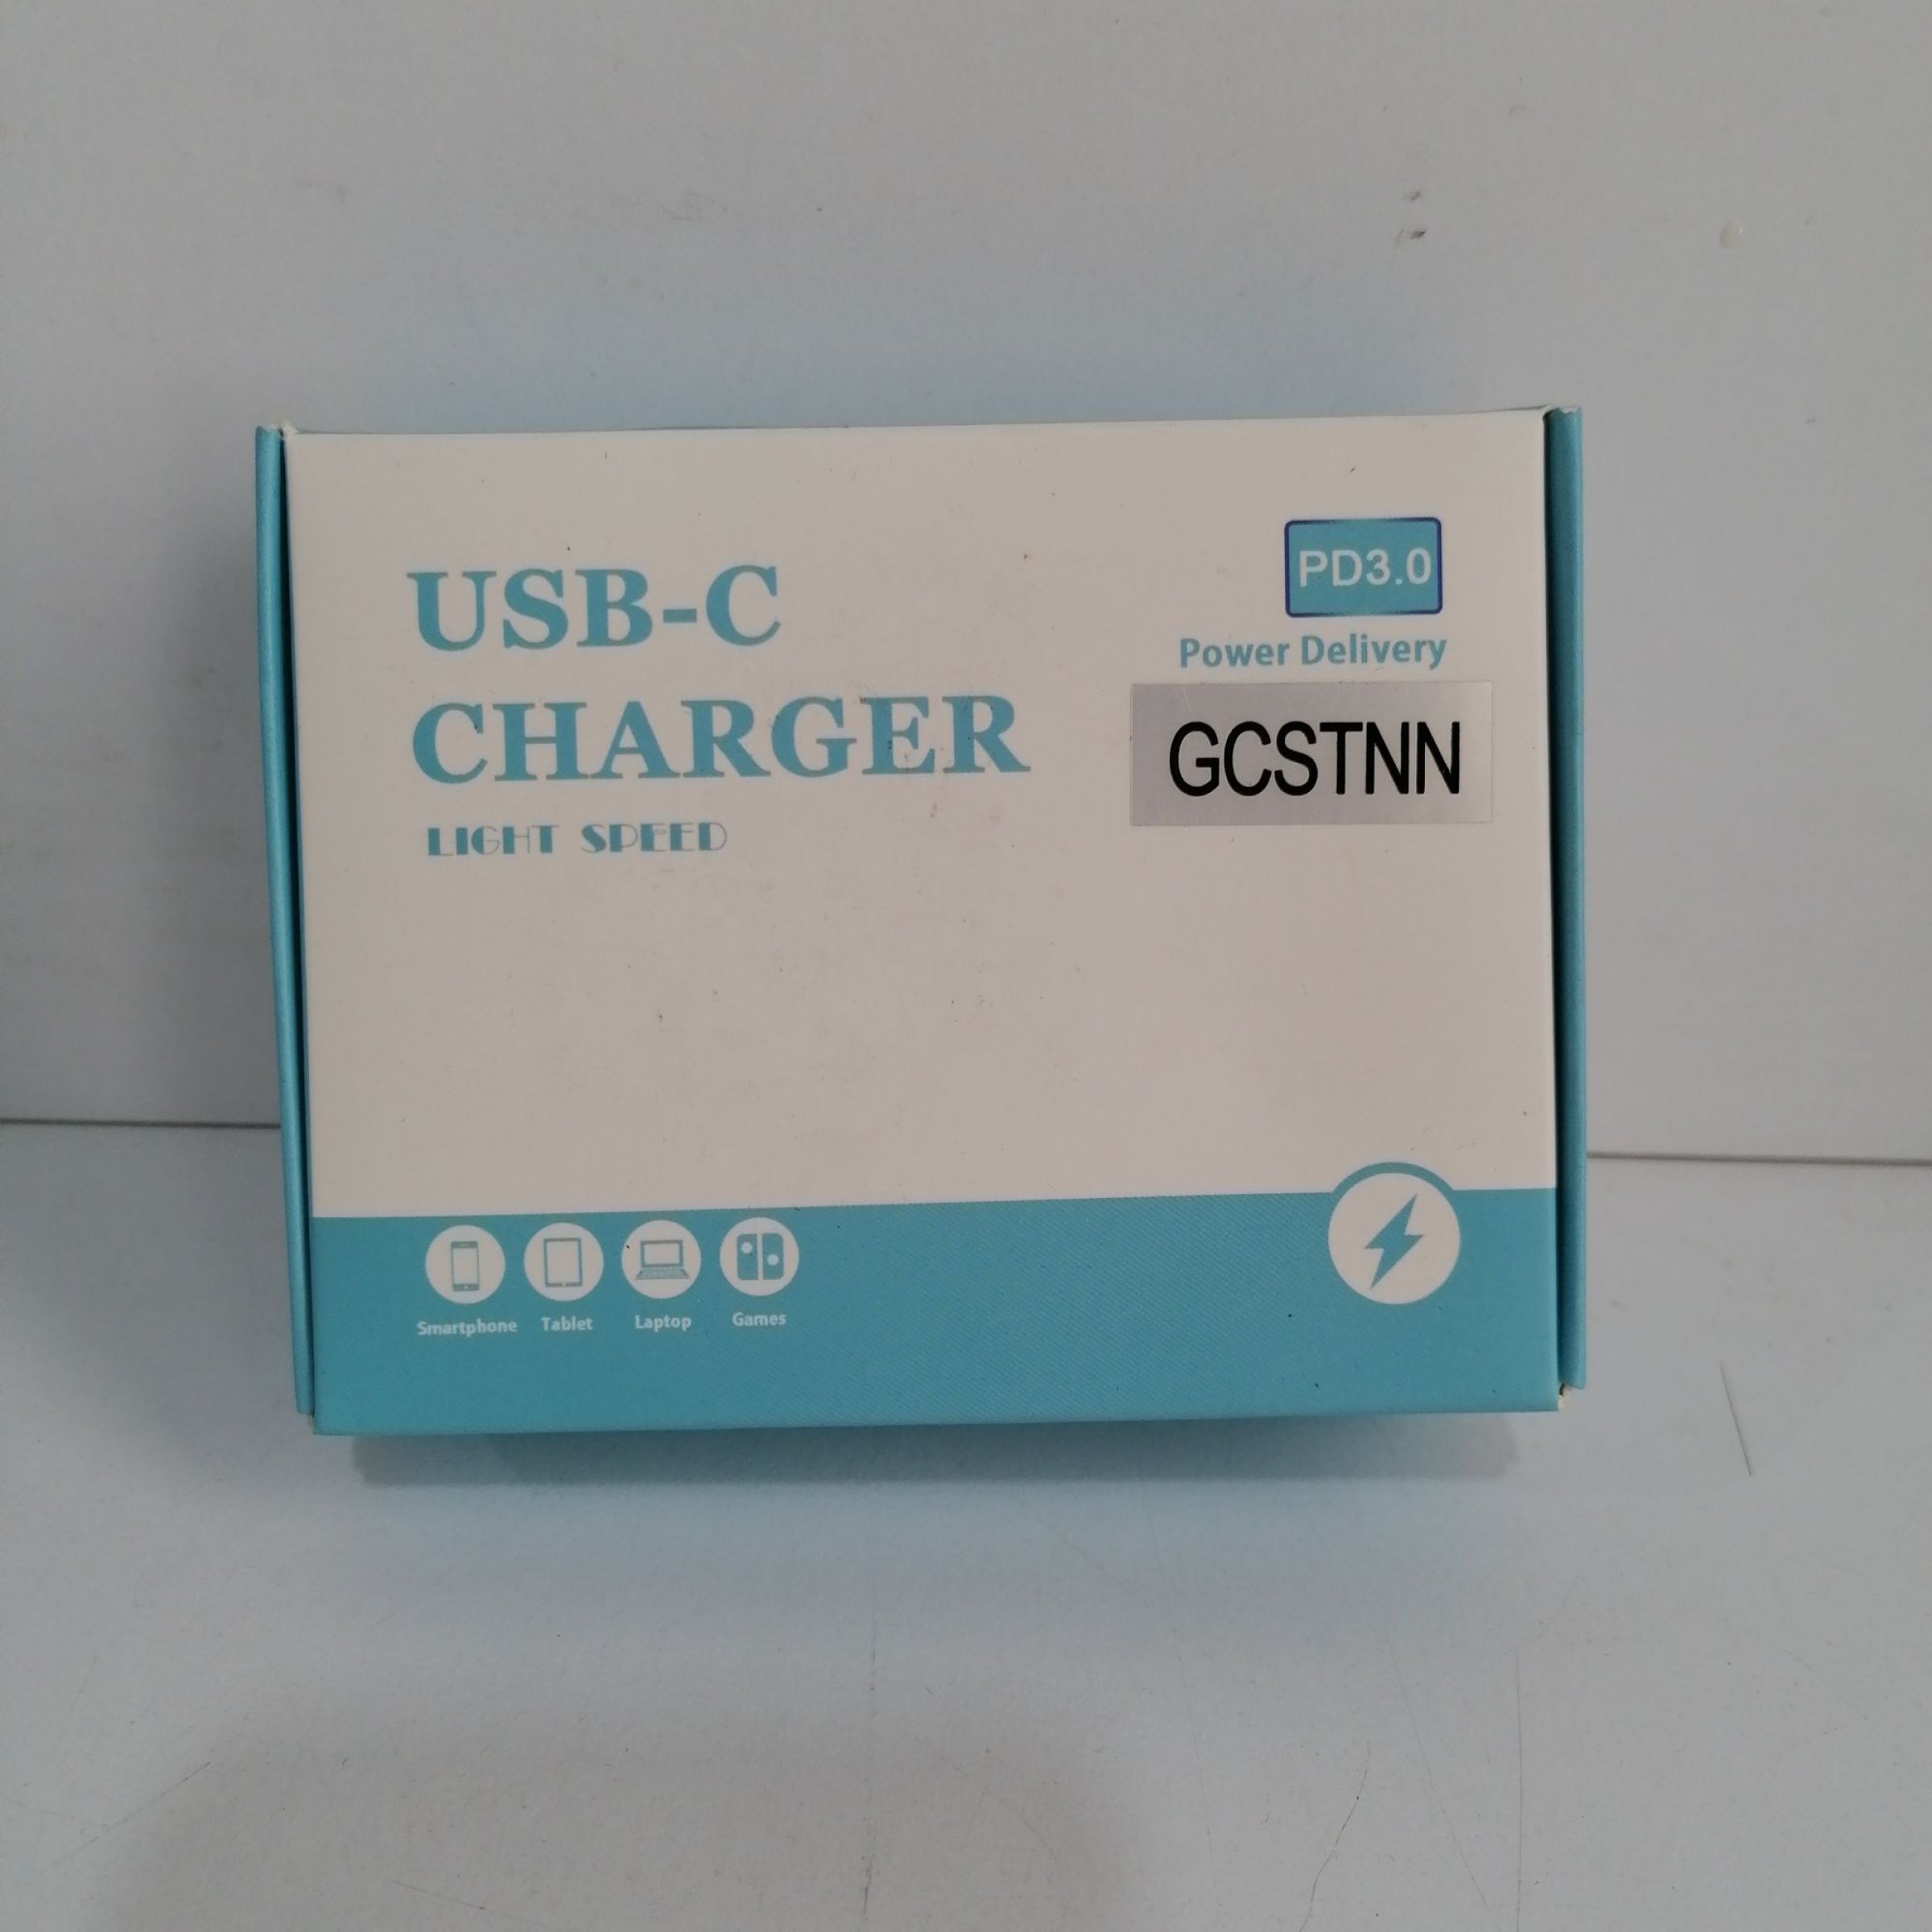 USB-C
CHARGER
LIGHT SPEED
PD3.0
Power Delivery
GCSTNN
Smartphone Tablet Laptop Games